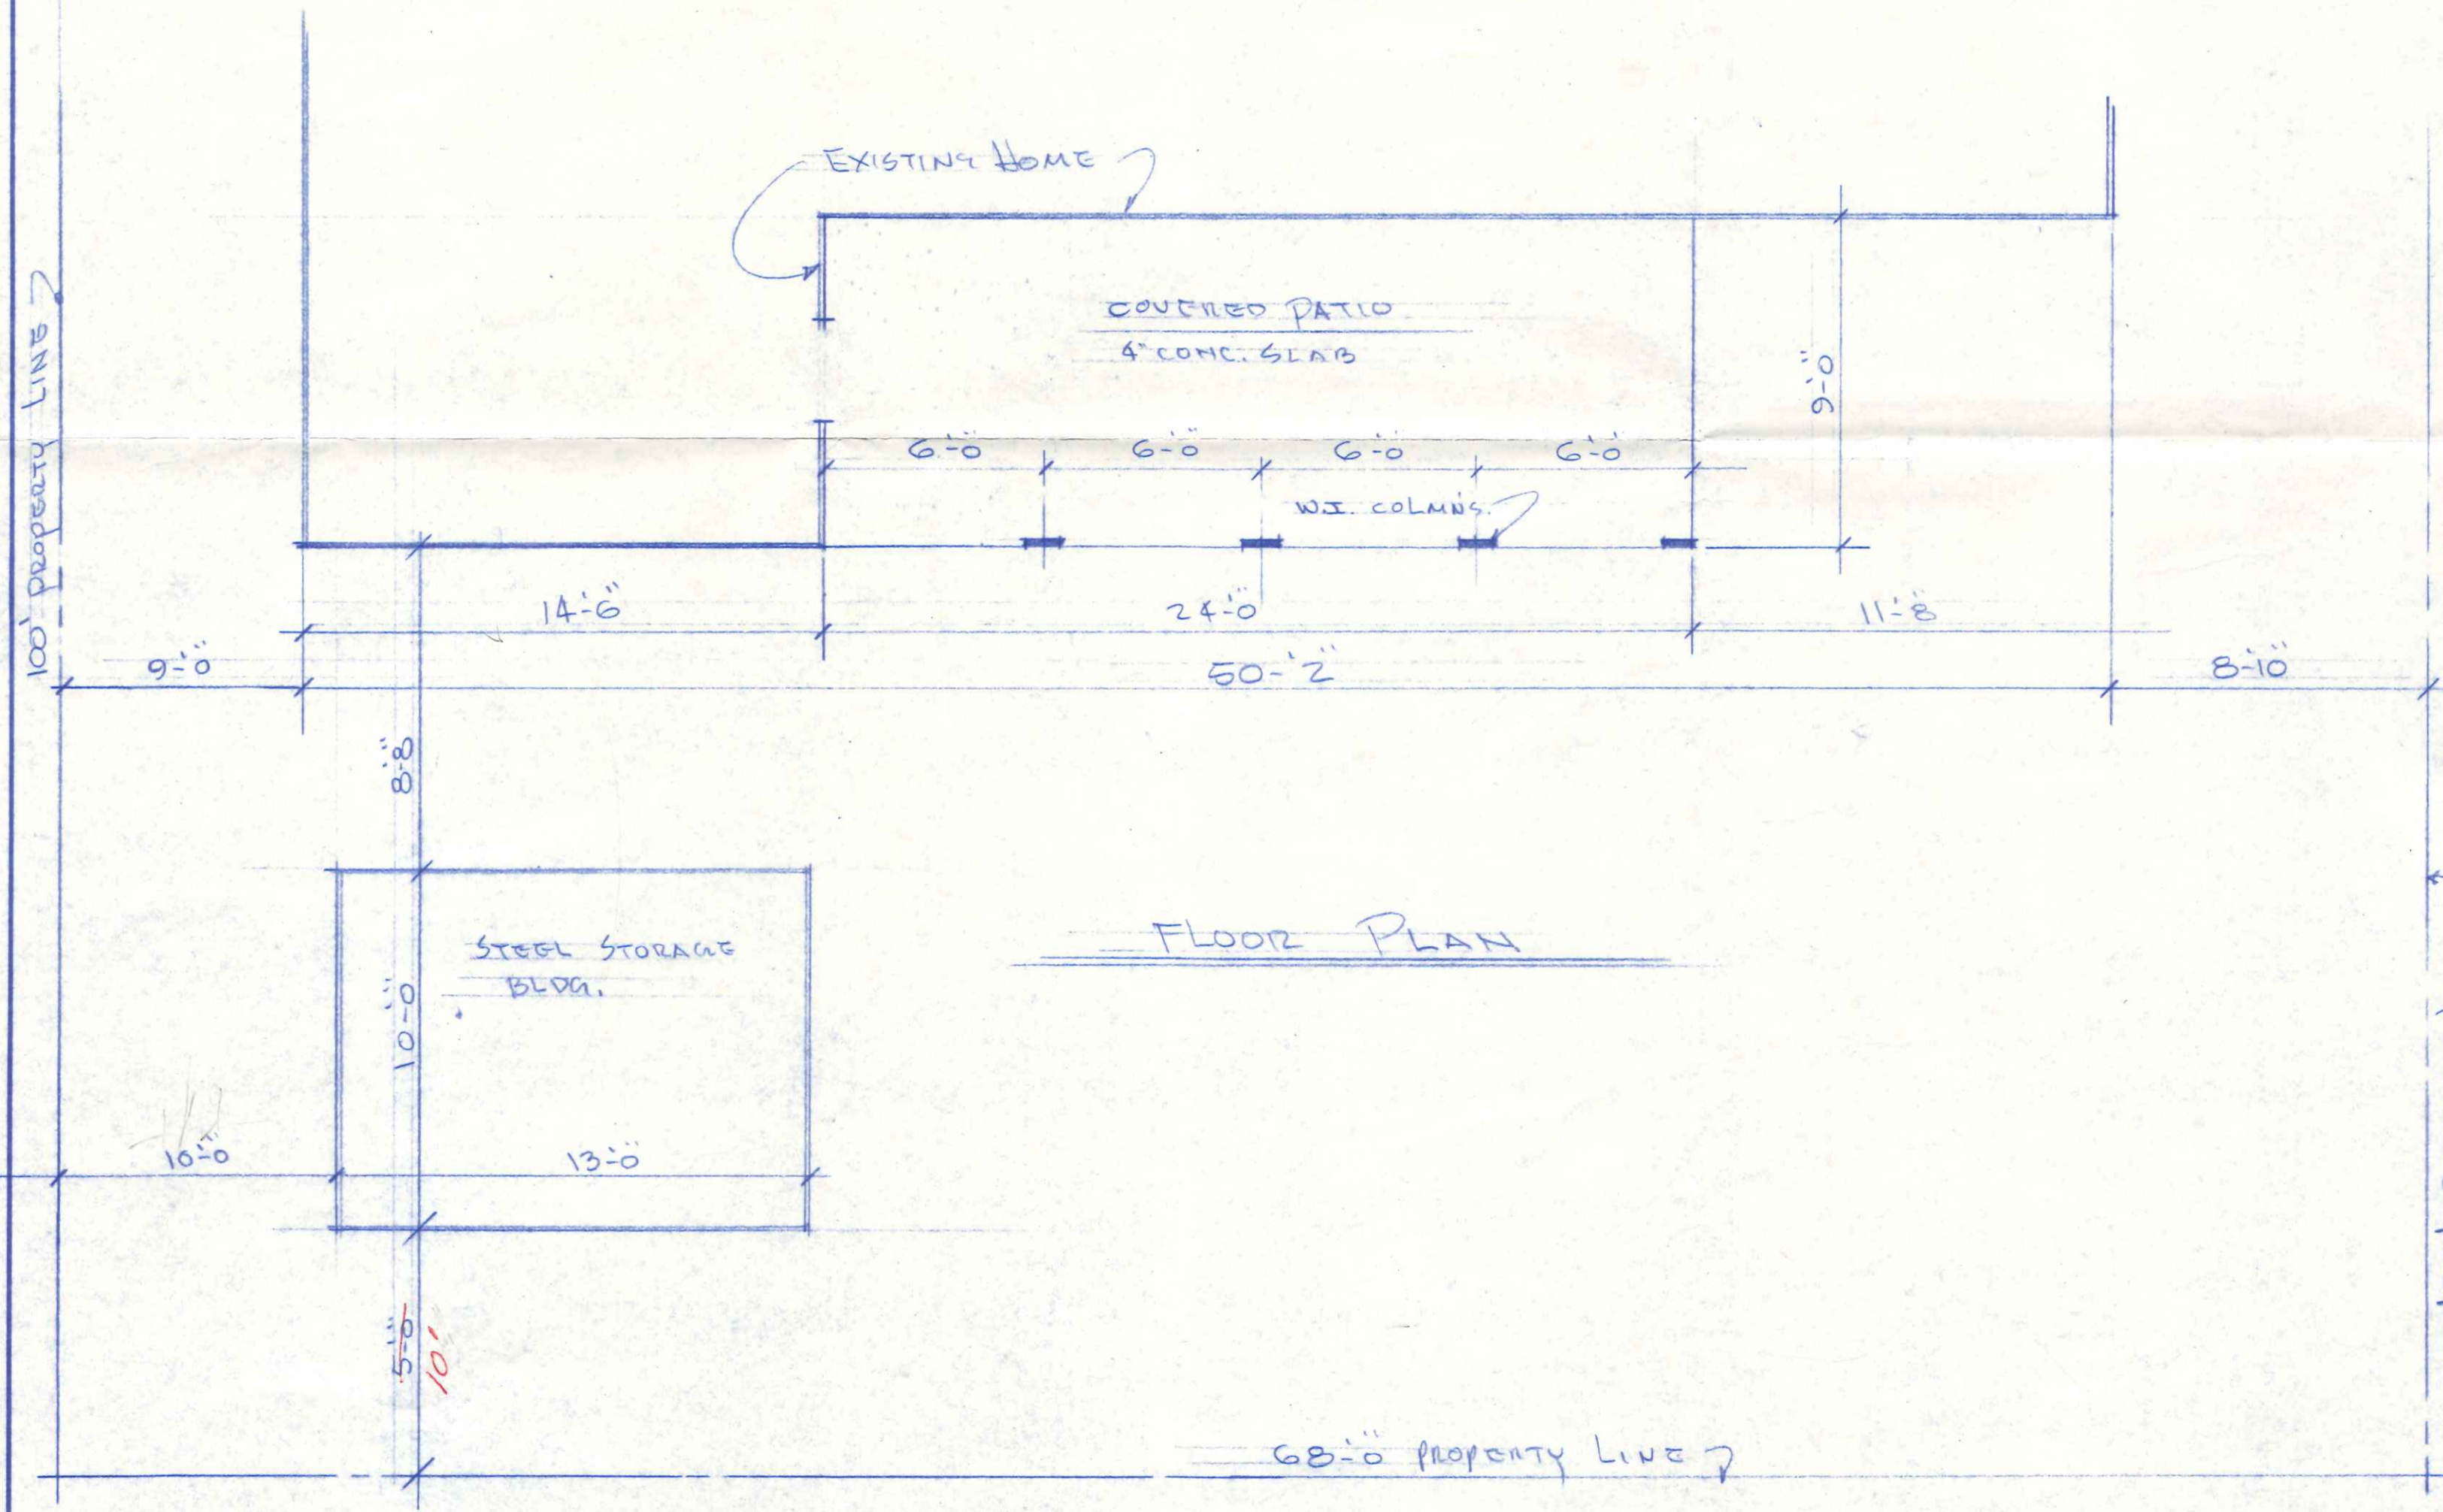 EXISTING HOME
100' PROPERTY LINE
COVERED PATIO
4" CONC. SLAB
9'-0"
6'-0" 6'-0" 6'-0" 6'-0"
W.I. COLMNS.
14'-6" 24'-0" 11'-8"
9'-0" 50'-2" 8'-10"
8'-8"
FLOOR PLAN
STEEL STORAGE
BLDG.
10'-0"
10'-0" 13'-0"
5'-0"
10'
68'-0" PROPERTY LINE